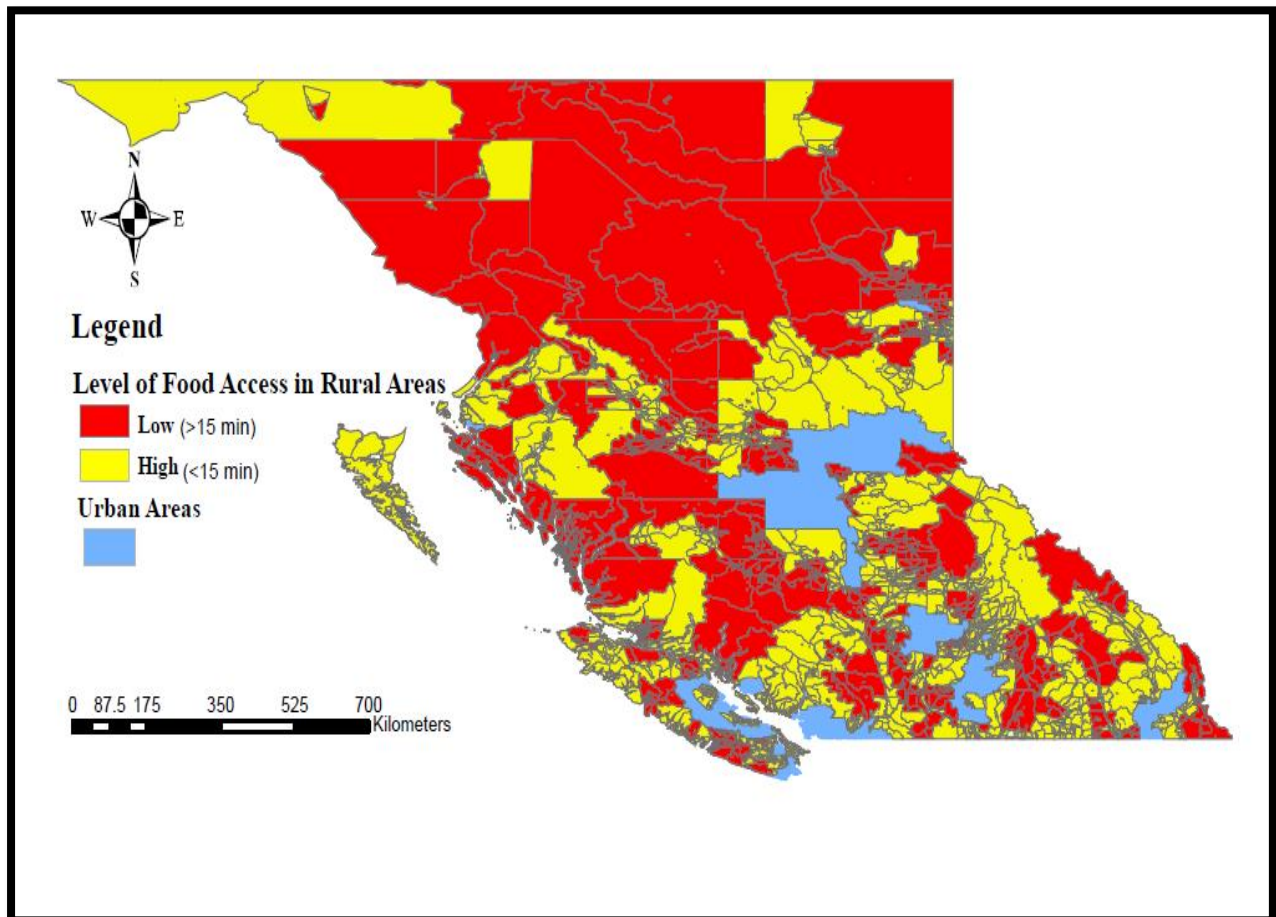 N
W E
S
Legend
Level of Food Access in Rural Areas
Low (>15 min)
High (<15 min)
Urban Areas
0 87.5 175 350 525 700
Kilometers